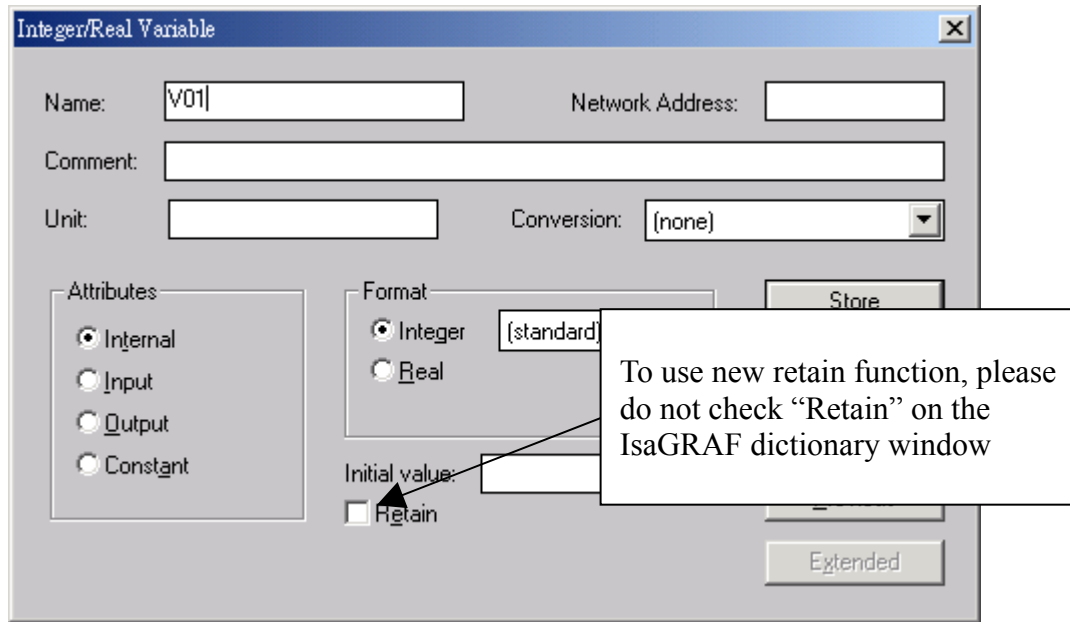 Integer/Real Variable
Name: V01 Network Address:
Comment:
Unit: Conversion: (none)
Attributes Format
Internal Integer (standard)
Input Real
Output
Constant
Store
To use new retain function, please
do not check “Retain” on the
IsaGRAF dictionary window
Initial value:
Retain
Extended